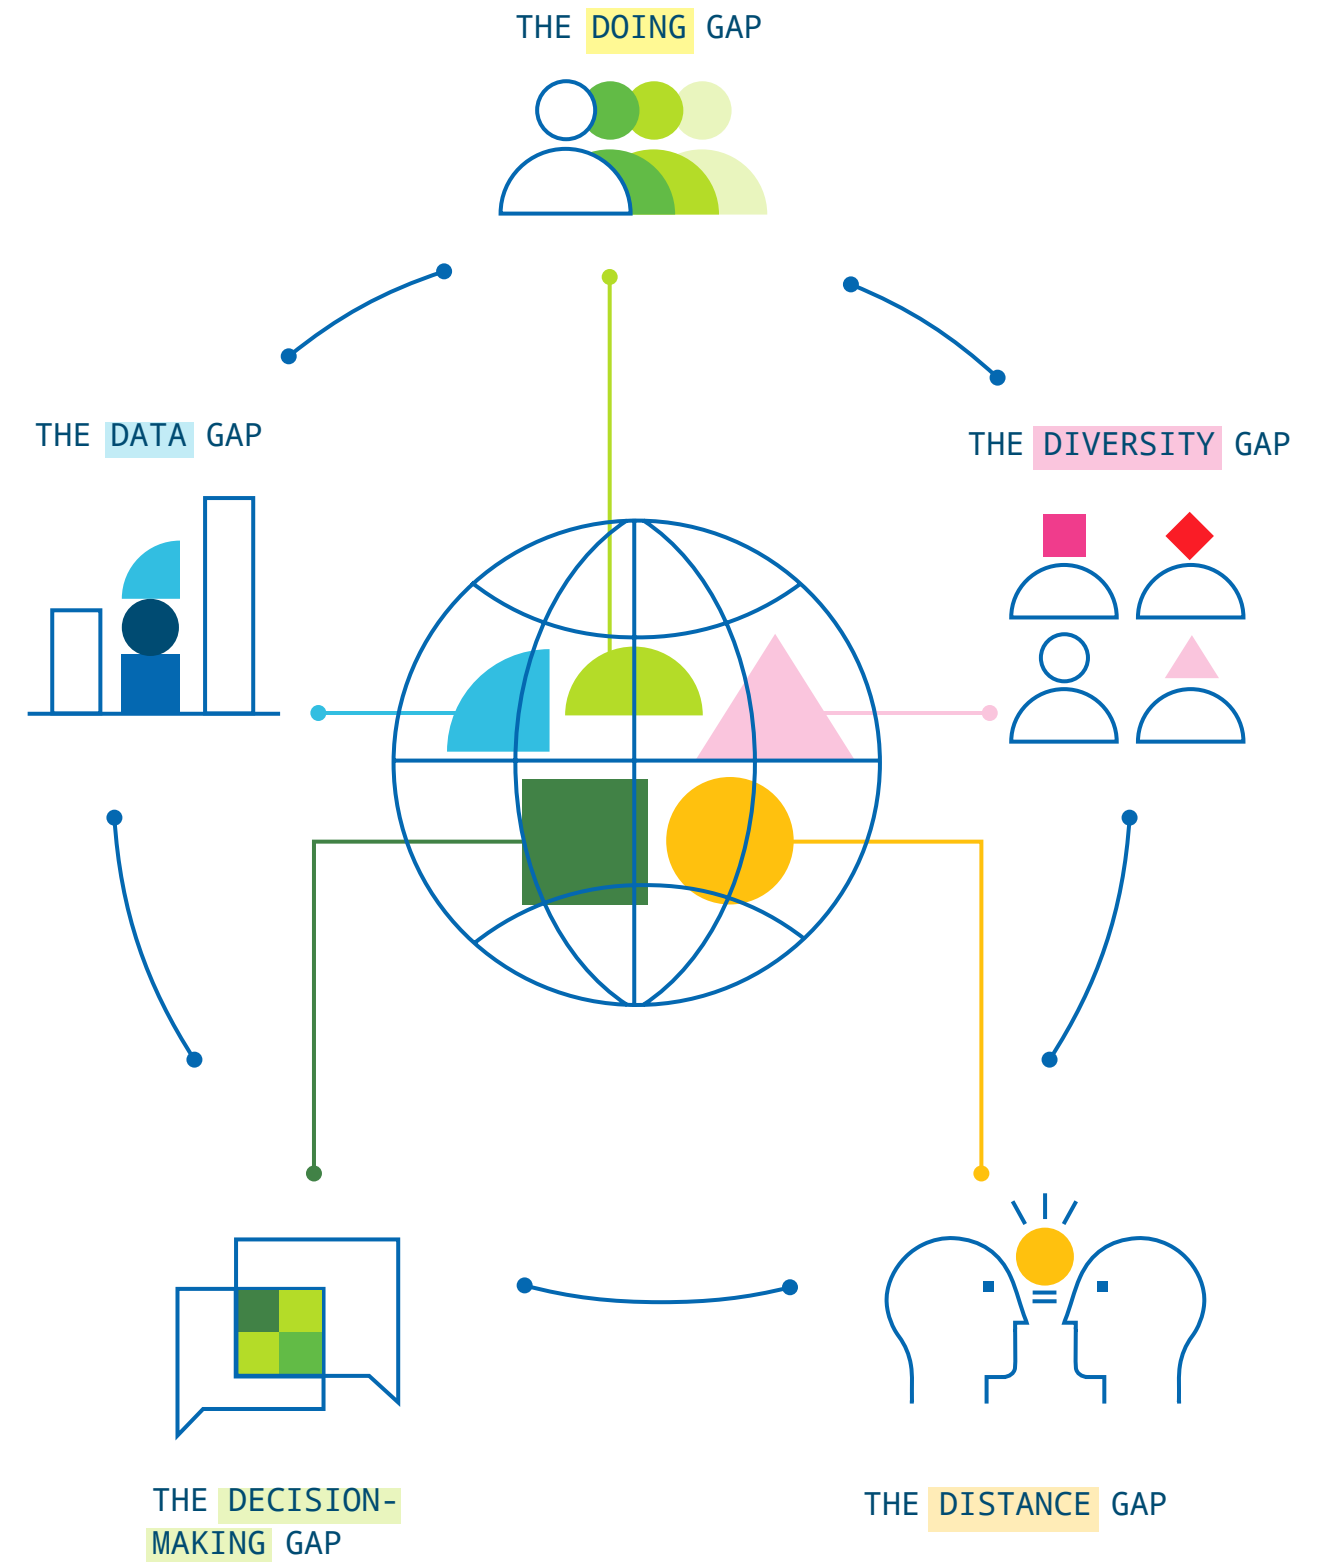 THE DOING GAP
THE DATA GAP
THE DIVERSITY GAP
THE DECISION-
MAKING GAP
THE DISTANCE GAP